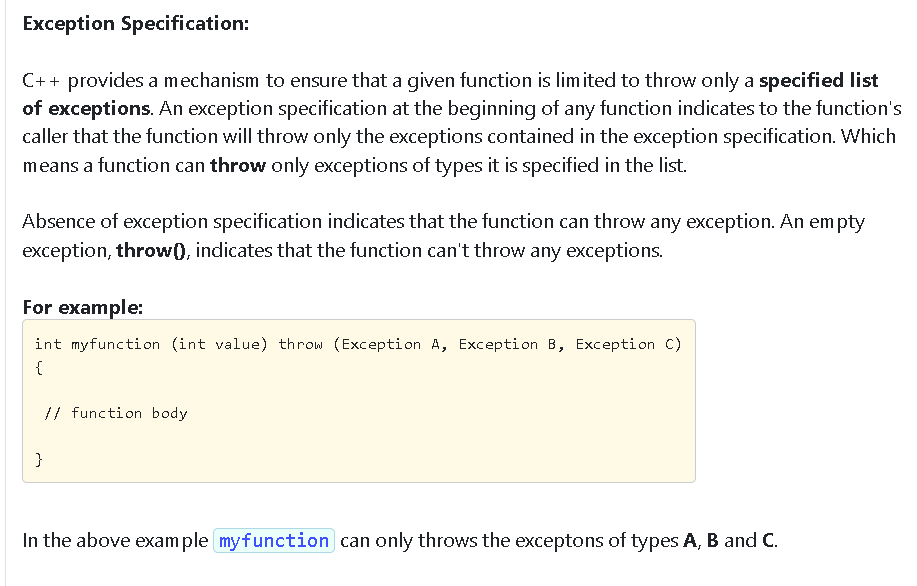 Exception Specification:
C++ provides a mechanism to ensure that a given function is limited to throw only a specified list
of exceptions. An exception specification at the beginning of any function indicates to the function's
caller that the function will throw only the exceptions contained in the exception specification. Which
means a function can throw only exceptions of types it is specified in the list.
Absence of exception specification indicates that the function can throw any exception. An empty
exception, throw(), indicates that the function can't throw any exceptions.
For example:
int myfunction (int value) throw (Exception A, Exception B, Exception C)
{
// function body
}
In the above example myfunction can only throws the exceptons of types A, B and C.